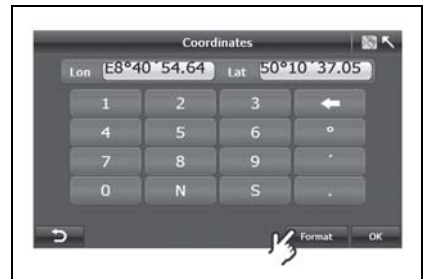 Coordinates
Lon E8°40´54.64 Lat 50°10´37.05
1 2 3
4 5 6 °
7 8 9 ´
0 N S .
Format OK